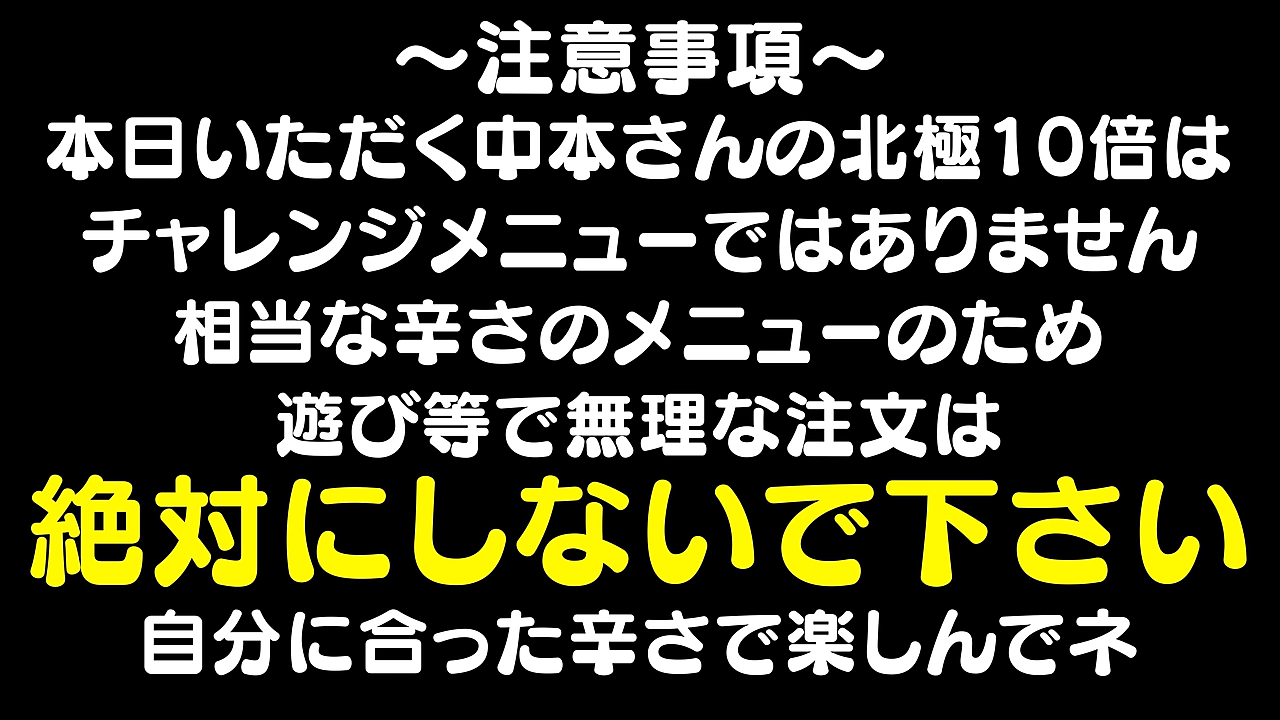 ～注意事項～
本日いただく中本さんの北極10倍は
チャレンジメニューではありません
相当な辛さのメニューのため
遊び等で無理な注文は
絶対にしないで下さい
自分に合った辛さで楽しんでネ